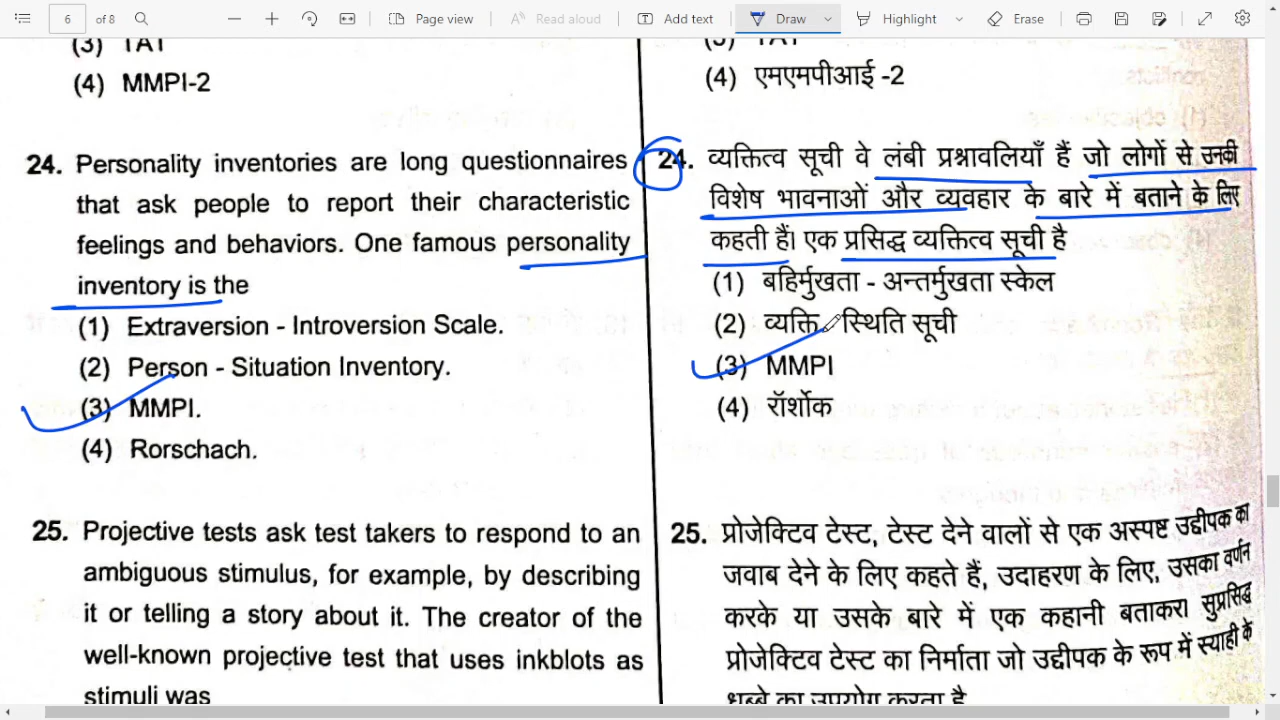 6 of 8 Page view Read aloud Add text Draw Highlight Erase
(3) TAT
(4) MMPI-2
24. Personality inventories are long questionnaires
that ask people to report their characteristic
feelings and behaviors. One famous personality
inventory is the
(1) Extraversion - Introversion Scale.
(2) Person - Situation Inventory.
(3) MMPI.
(4) Rorschach.
25. Projective tests ask test takers to respond to an
ambiguous stimulus, for example, by describing
it or telling a story about it. The creator of the
well-known projective test that uses inkblots as
stimuli was
(4) एमएमपीआई -2
24. व्यक्तित्व सूची वे लंबी प्रश्नावलियाँ हैं जो लोगों से उनकी
विशेष भावनाओं और व्यवहार के बारे में बताने के लिए
कहती हैं। एक प्रसिद्ध व्यक्तित्व सूची है
(1) बहिर्मुखता - अन्तर्मुखता स्केल
(2) व्यक्ति - स्थिति सूची
(3) MMPI
(4) रॉर्शोक
25. प्रोजेक्टिव टेस्ट, टेस्ट देने वालों से एक अस्पष्ट उद्दीपक का
जवाब देने के लिए कहते हैं, उदाहरण के लिए, उसका वर्णन
करके या उसके बारे में एक कहानी बताकर। सुप्रसिद्ध
प्रोजेक्टिव टेस्ट का निर्माता जो उद्दीपक के रूप में स्याही के
धब्बे का उपयोग करता है